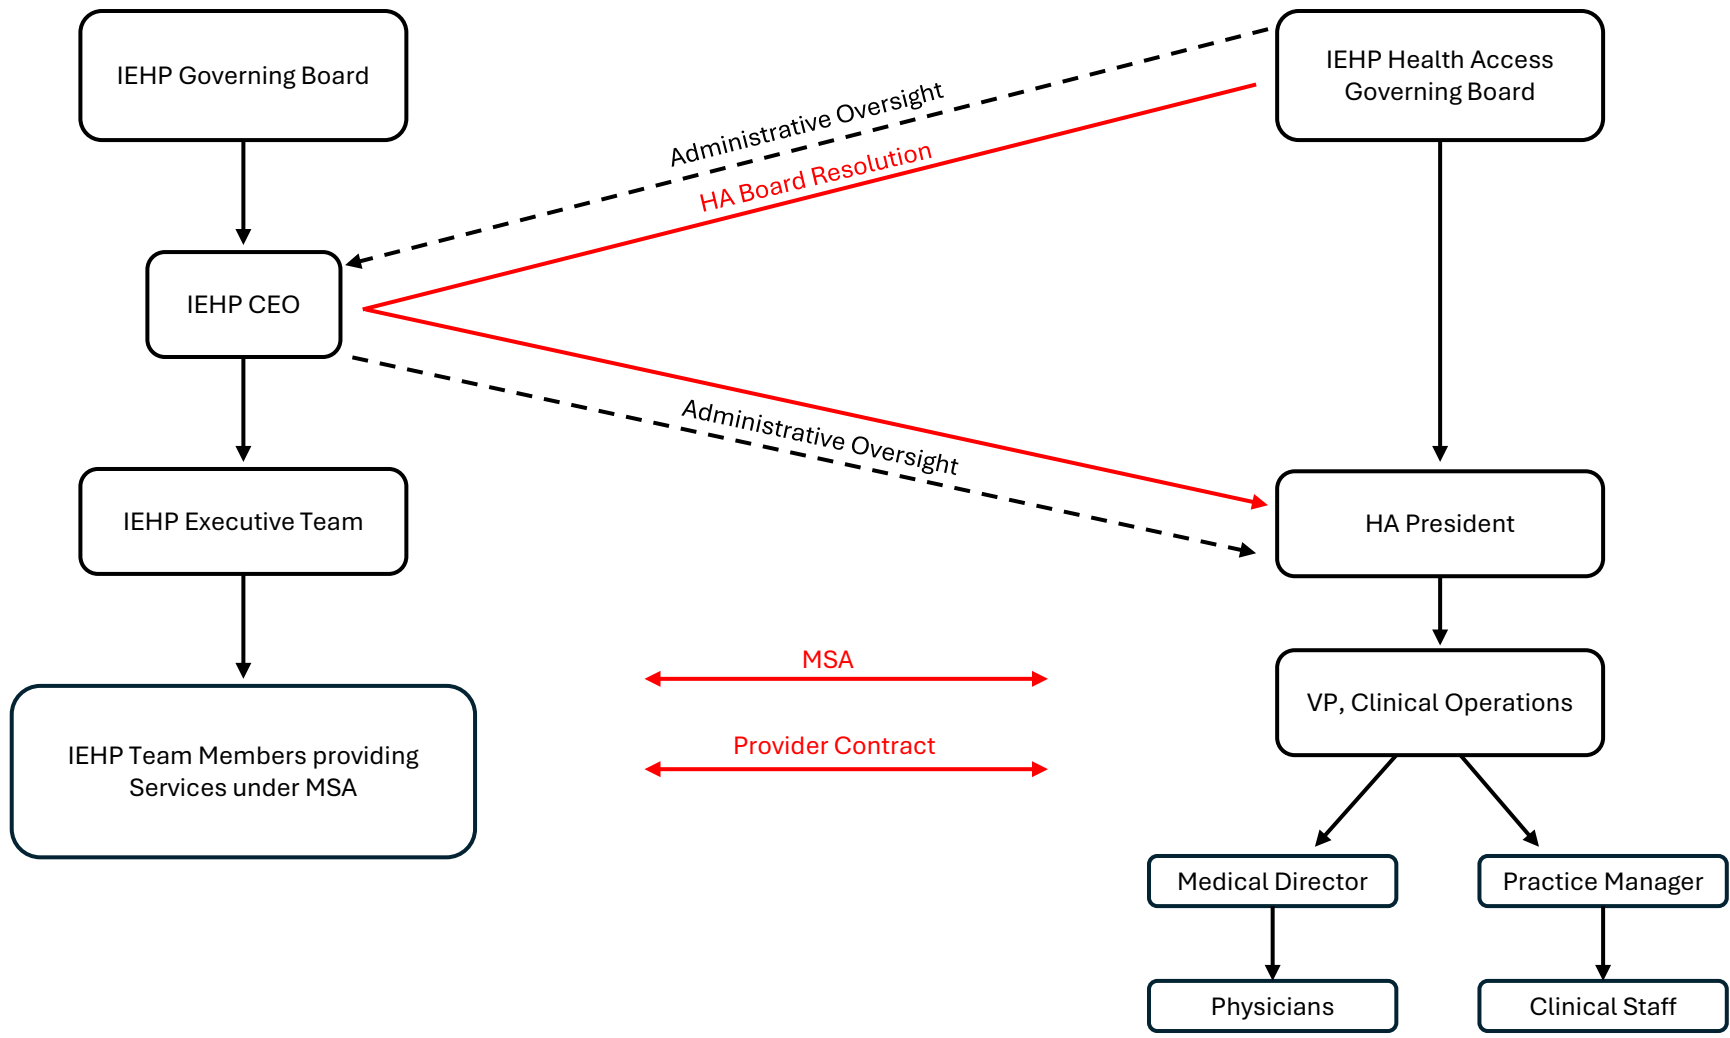 IEHP Governing Board
IEHP Health Access
Governing Board
Administrative Oversight
HA Board Resolution
IEHP CEO
Administrative Oversight
IEHP Executive Team
HA President
MSA
Provider Contract
VP, Clinical Operations
IEHP Team Members providing
Services under MSA
Medical Director
Practice Manager
Physicians
Clinical Staff